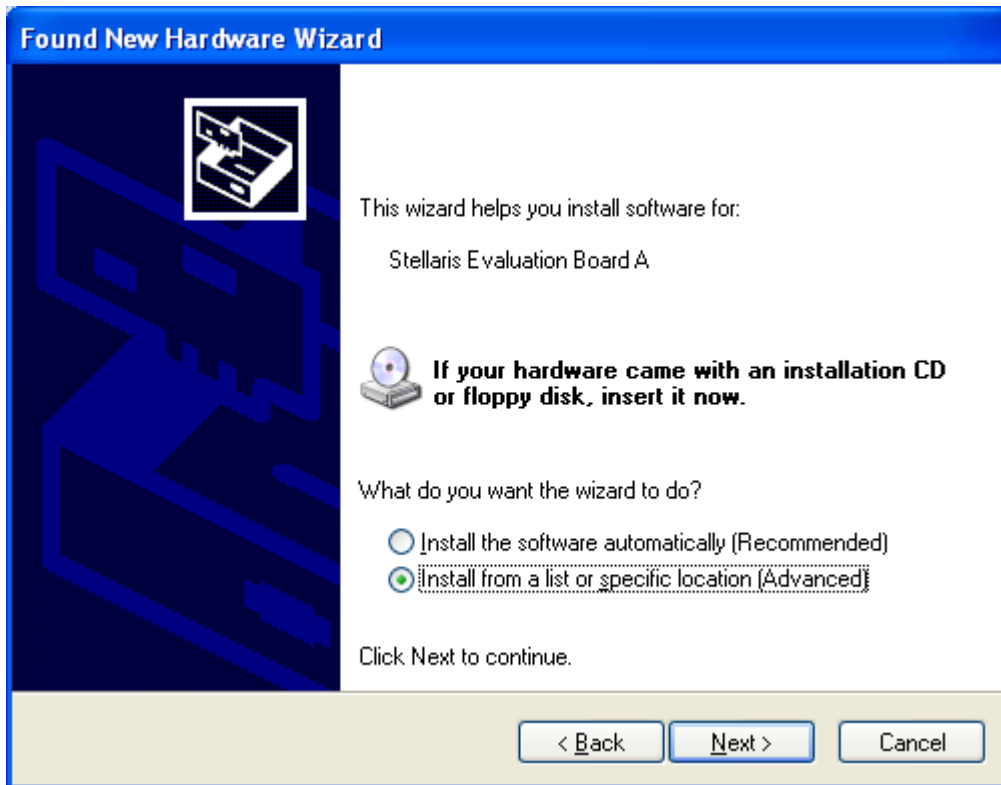 Found New Hardware Wizard
This wizard helps you install software for:
Stellaris Evaluation Board A
If your hardware came with an installation CD
or floppy disk, insert it now.
What do you want the wizard to do?
Install the software automatically (Recommended)
Install from a list or specific location (Advanced)
Click Next to continue.
< Back Next > Cancel